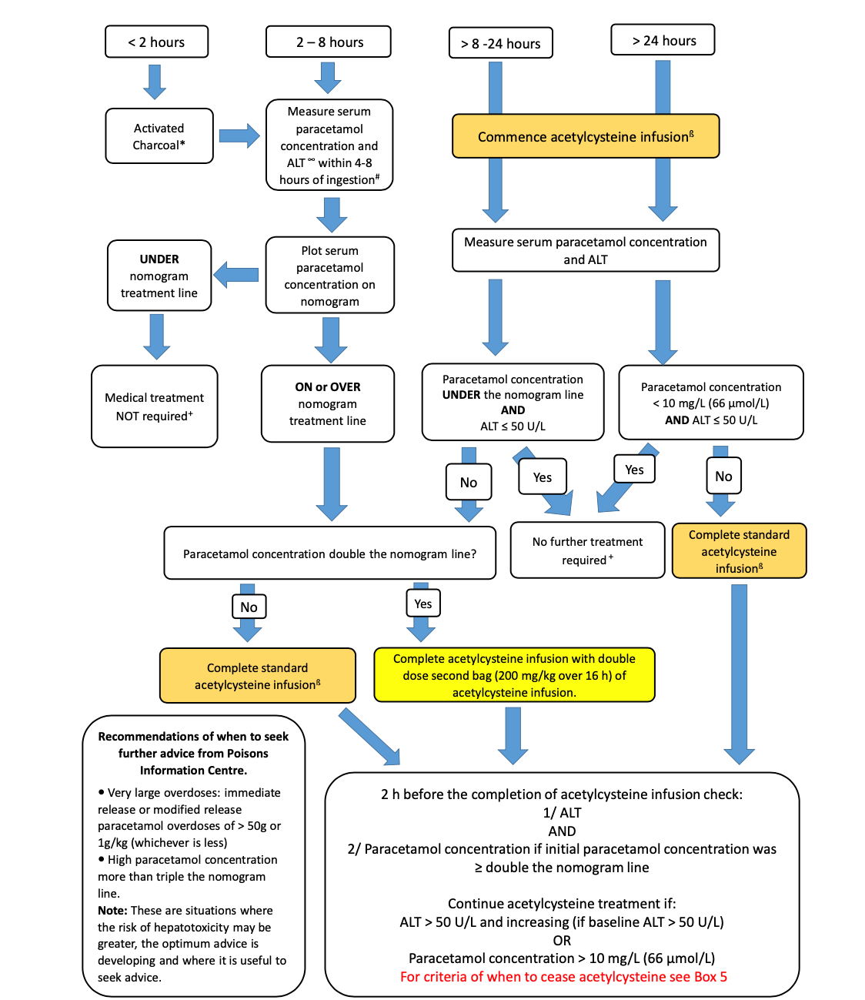 < 2 hours
2 – 8 hours
> 8 -24 hours
> 24 hours
Activated
Charcoal*
Measure serum
paracetamol
concentration and
ALT ∞ within 4-8
hours of ingestion#
Commence acetylcysteine infusionß
Measure serum paracetamol concentration
and ALT
UNDER
nomogram
treatment line
Plot serum
paracetamol
concentration on
nomogram
Medical treatment
NOT required+
ON or OVER
nomogram
treatment line
Paracetamol concentration
UNDER the nomogram line
AND
ALT ≤ 50 U/L
Paracetamol concentration
< 10 mg/L (66 µmol/L)
AND ALT ≤ 50 U/L
No
Yes
Yes
No
Paracetamol concentration double the nomogram line?
No further treatment
required +
Complete standard
acetylcysteine
infusionß
No
Yes
Complete standard
acetylcysteine infusionß
Complete acetylcysteine infusion with double
dose second bag (200 mg/kg over 16 h) of
acetylcysteine infusion.
Recommendations of when to seek
further advice from Poisons
Information Centre.
● Very large overdoses: immediate
release or modified release
paracetamol overdoses of > 50g or
1g/kg (whichever is less)
● High paracetamol concentration
more than triple the nomogram
line.
Note: These are situations where
the risk of hepatotoxicity may be
greater, the optimum advice is
developing and where it is useful to
seek advice.
2 h before the completion of acetylcysteine infusion check:
1/ ALT
AND
2/ Paracetamol concentration if initial paracetamol concentration was
≥ double the nomogram line
Continue acetylcysteine treatment if:
ALT > 50 U/L and increasing (if baseline ALT > 50 U/L)
OR
Paracetamol concentration > 10 mg/L (66 µmol/L)
For criteria of when to cease acetylcysteine see Box 5